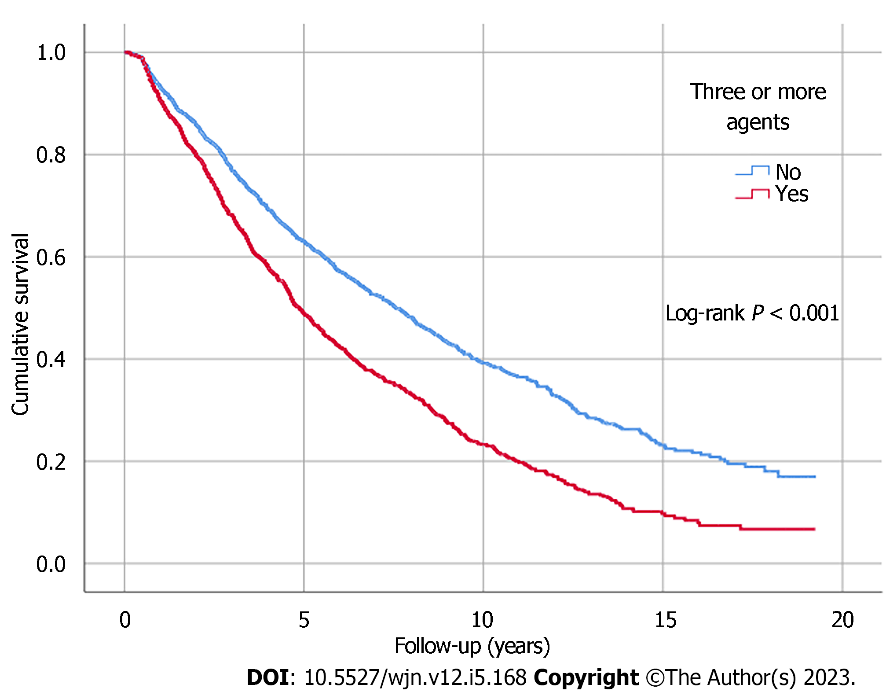 1.0
0.8
0.6
0.4
0.2
0.0
Cumulative survival
Three or more
agents
No
Yes
Log-rank P < 0.001
0 5 10 15 20
Follow-up (years)
DOI: 10.5527/wjn.v12.i5.168 Copyright ©The Author(s) 2023.